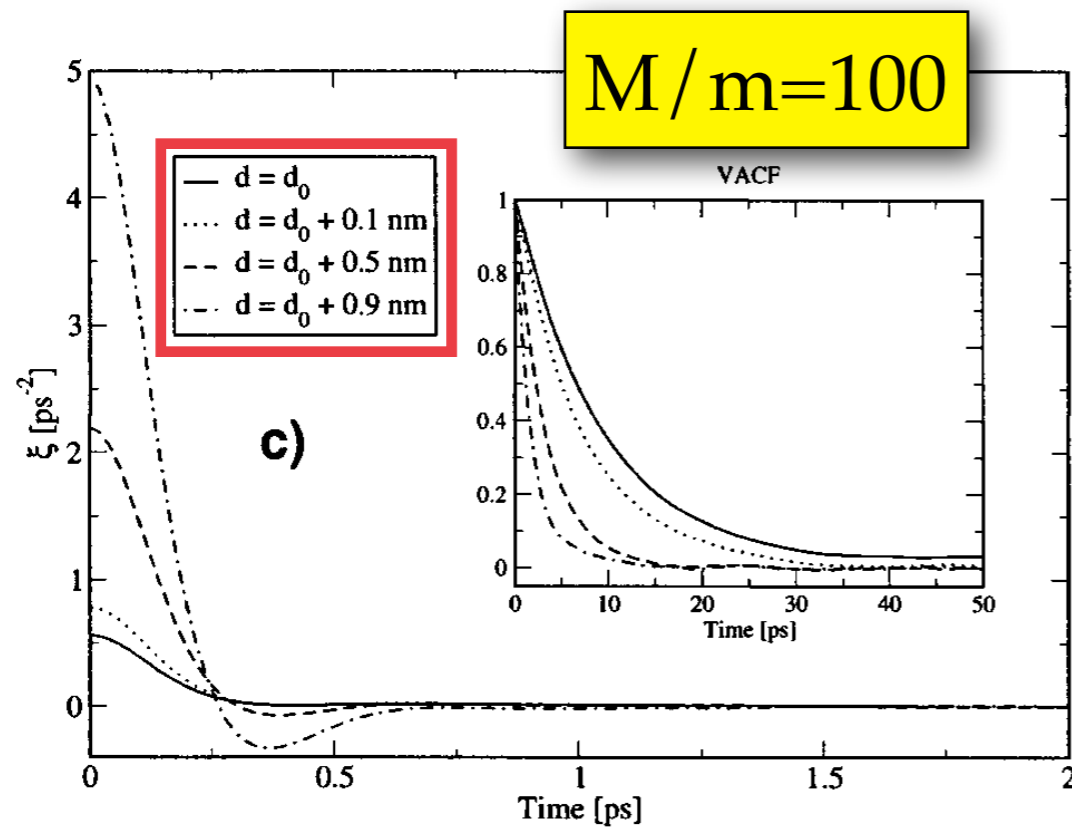 M/m=100
d = d0
d = d0 + 0.1 nm
d = d0 + 0.5 nm
d = d0 + 0.9 nm
c)
ξ [ps-2]
5
4
3
2
1
0
0 0.5 1 1.5 2
Time [ps]
VACF
1
0.8
0.6
0.4
0.2
0
0 10 20 30 40 50
Time [ps]